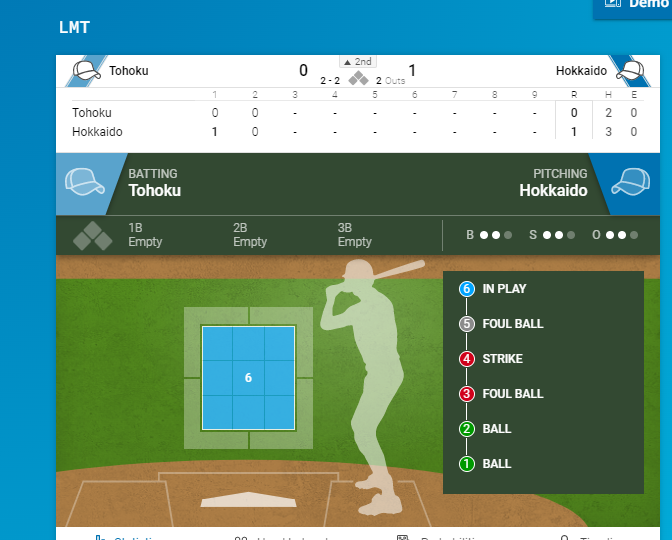 Demo
LMT
Tohoku 0 ▲ 2nd 1 Hokkaido
2 - 2 2 Outs
1 2 3 4 5 6 7 8 9 R H E
Tohoku 0 0 - - - - - - - 0 2 0
Hokkaido 1 0 - - - - - - - 1 3 0
BATTING PITCHING
Tohoku Hokkaido
1B 2B 3B
Empty Empty Empty
B S O
6 IN PLAY
5 FOUL BALL
4 STRIKE
6
3 FOUL BALL
2 BALL
1 BALL